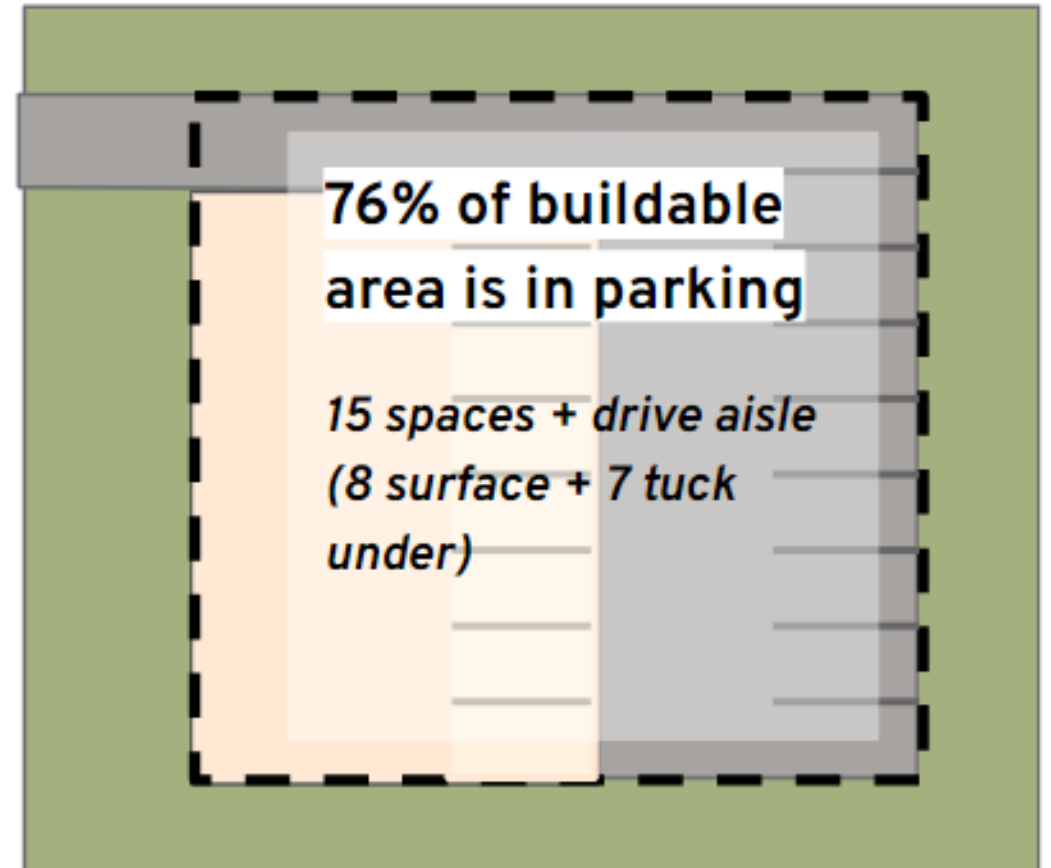 76% of buildable
area is in parking
15 spaces + drive aisle
(8 surface + 7 tuck
under)